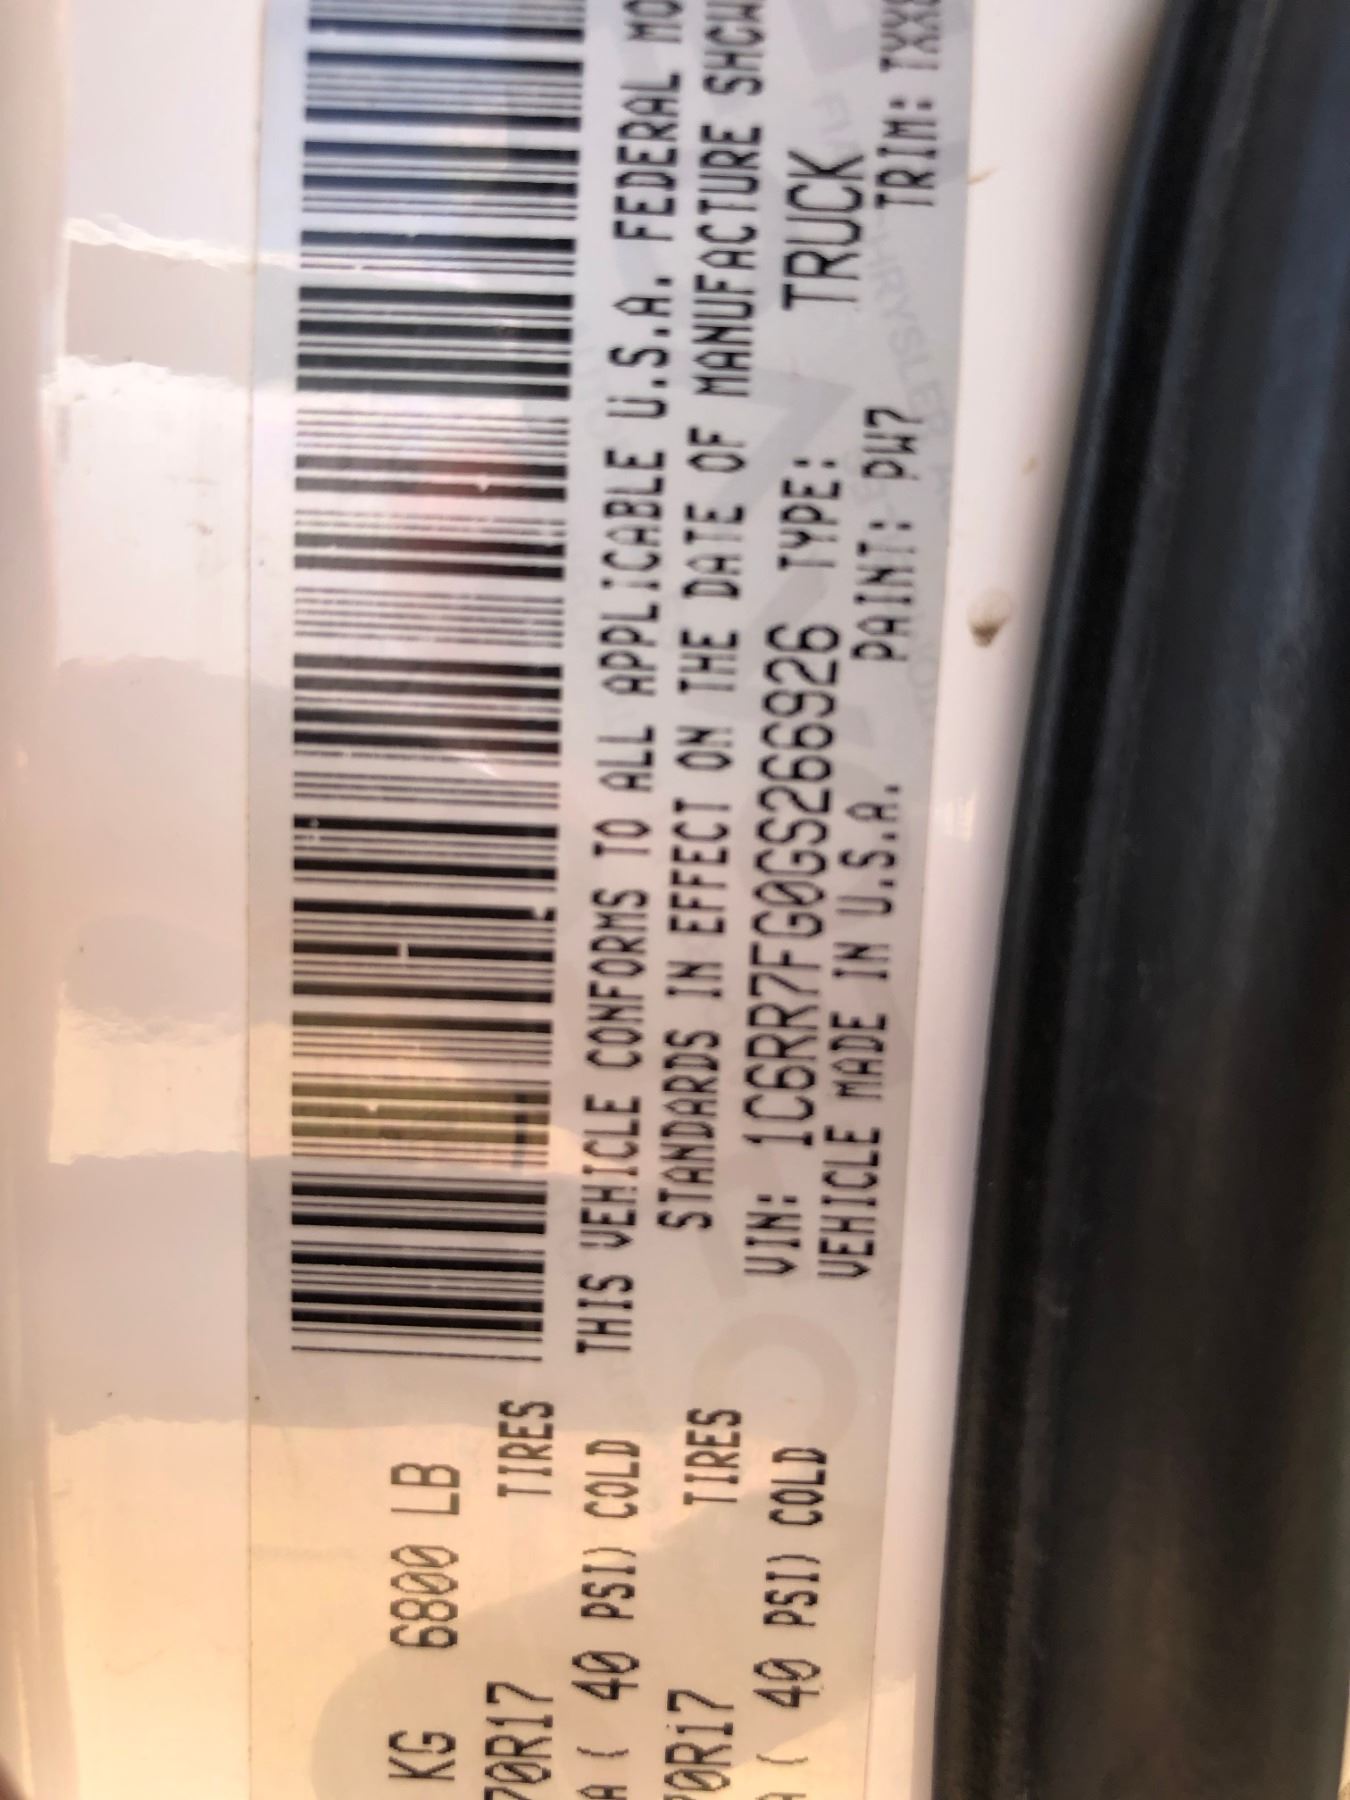 KG 6800 LB
TIRES
70R17
40 PSI) COLD
TIRES
70R17
40 PSI) COLD
THIS VEHICLE CONFORMS TO ALL APPLICABLE U.S.A. FEDERAL MO
STANDARDS IN EFFECT ON THE DATE OF MANUFACTURE SHOW
VIN: 1C6RR7FG0GS266926 TYPE: TRUCK
VEHICLE MADE IN U.S.A. PAINT: PW7 TRIM: